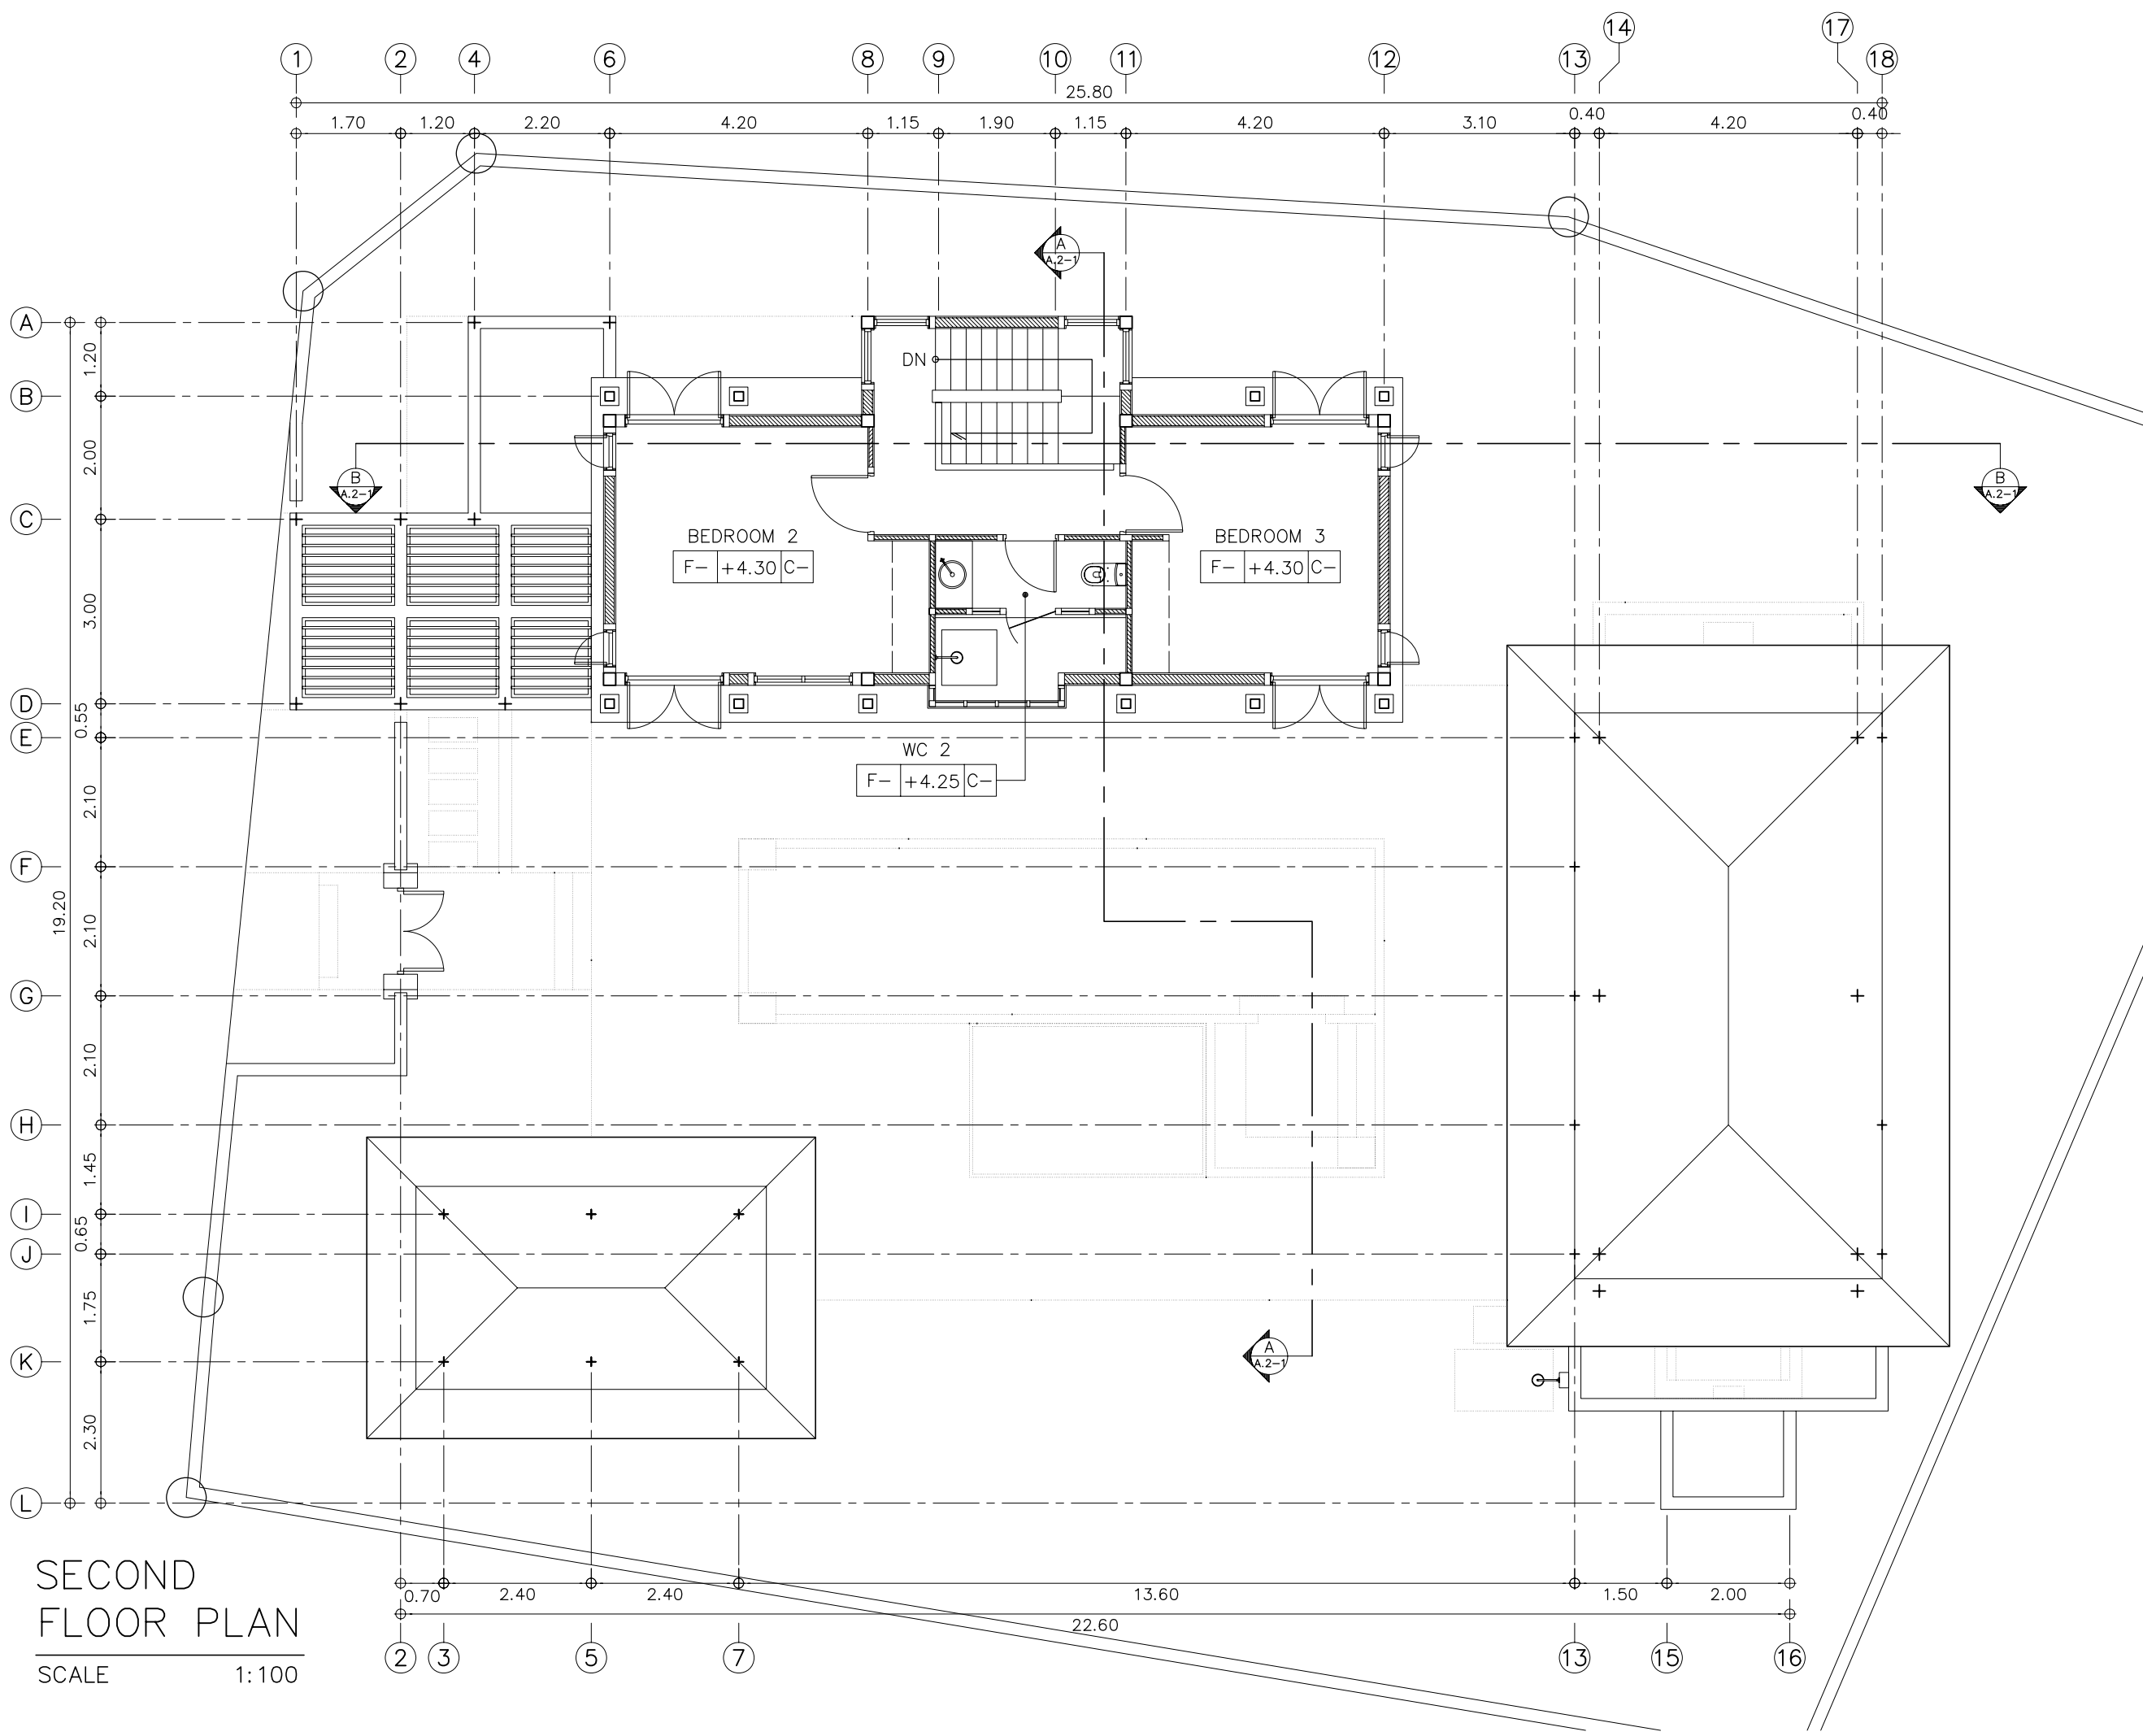 14
17
1
2
4
6
8
9
10
11
12
13
18
25.80
1.70
1.20
2.20
4.20
1.15
1.90
1.15
4.20
3.10
0.40
4.20
0.40
A
A.2-1
A
B
C
D
E
F
G
H
I
J
K
L
1.20
2.00
3.00
0.55
2.10
2.10
2.10
1.45
0.65
1.75
2.30
19.20
DN
B
A.2-1
B
A.2-1
BEDROOM 2
F- +4.30 C-
BEDROOM 3
F- +4.30 C-
WC 2
F- +4.25 C-
A
A.2-1
SECOND
FLOOR PLAN
SCALE 1:100
0.70
2.40
2.40
13.60
1.50
2.00
22.60
2
3
5
7
13
15
16